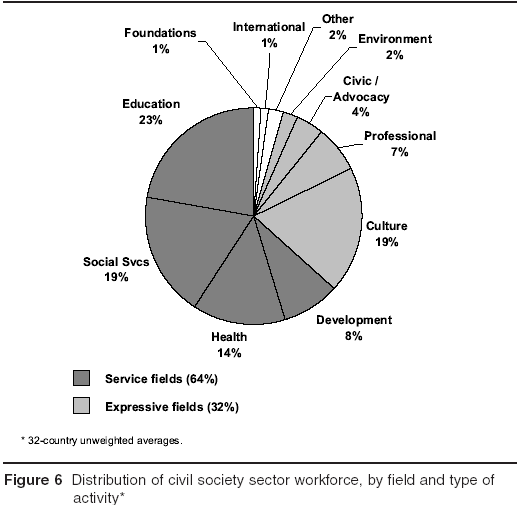 Foundations
1%
International
1%
Other
2%
Environment
2%
Civic /
Advocacy
4%
Professional
7%
Education
23%
Culture
19%
Social Svcs
19%
Development
8%
Health
14%
Service fields (64%)
Expressive fields (32%)
* 32-country unweighted averages.
Figure 6 Distribution of civil society sector workforce, by field and type of
activity*